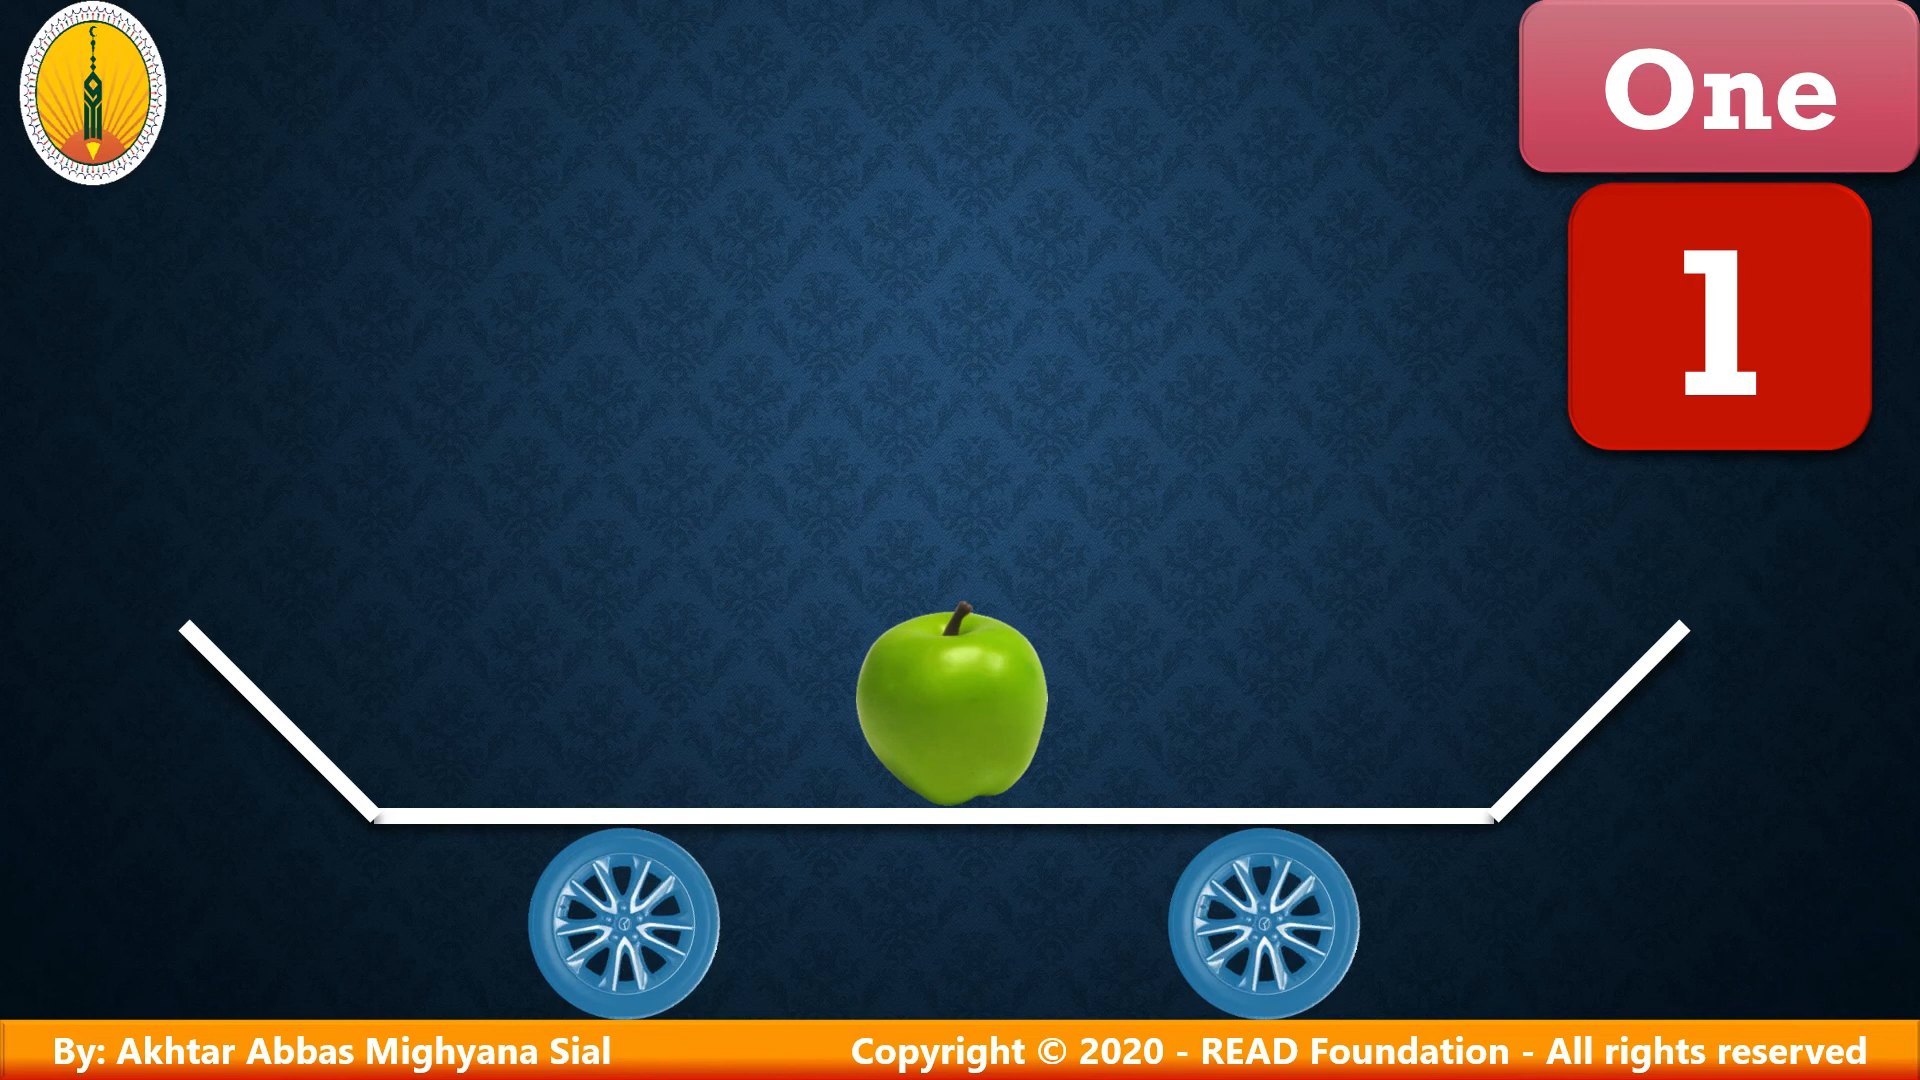 One
1
By: Akhtar Abbas Mighyana Sial
Copyright © 2020 - READ Foundation - All rights reserved